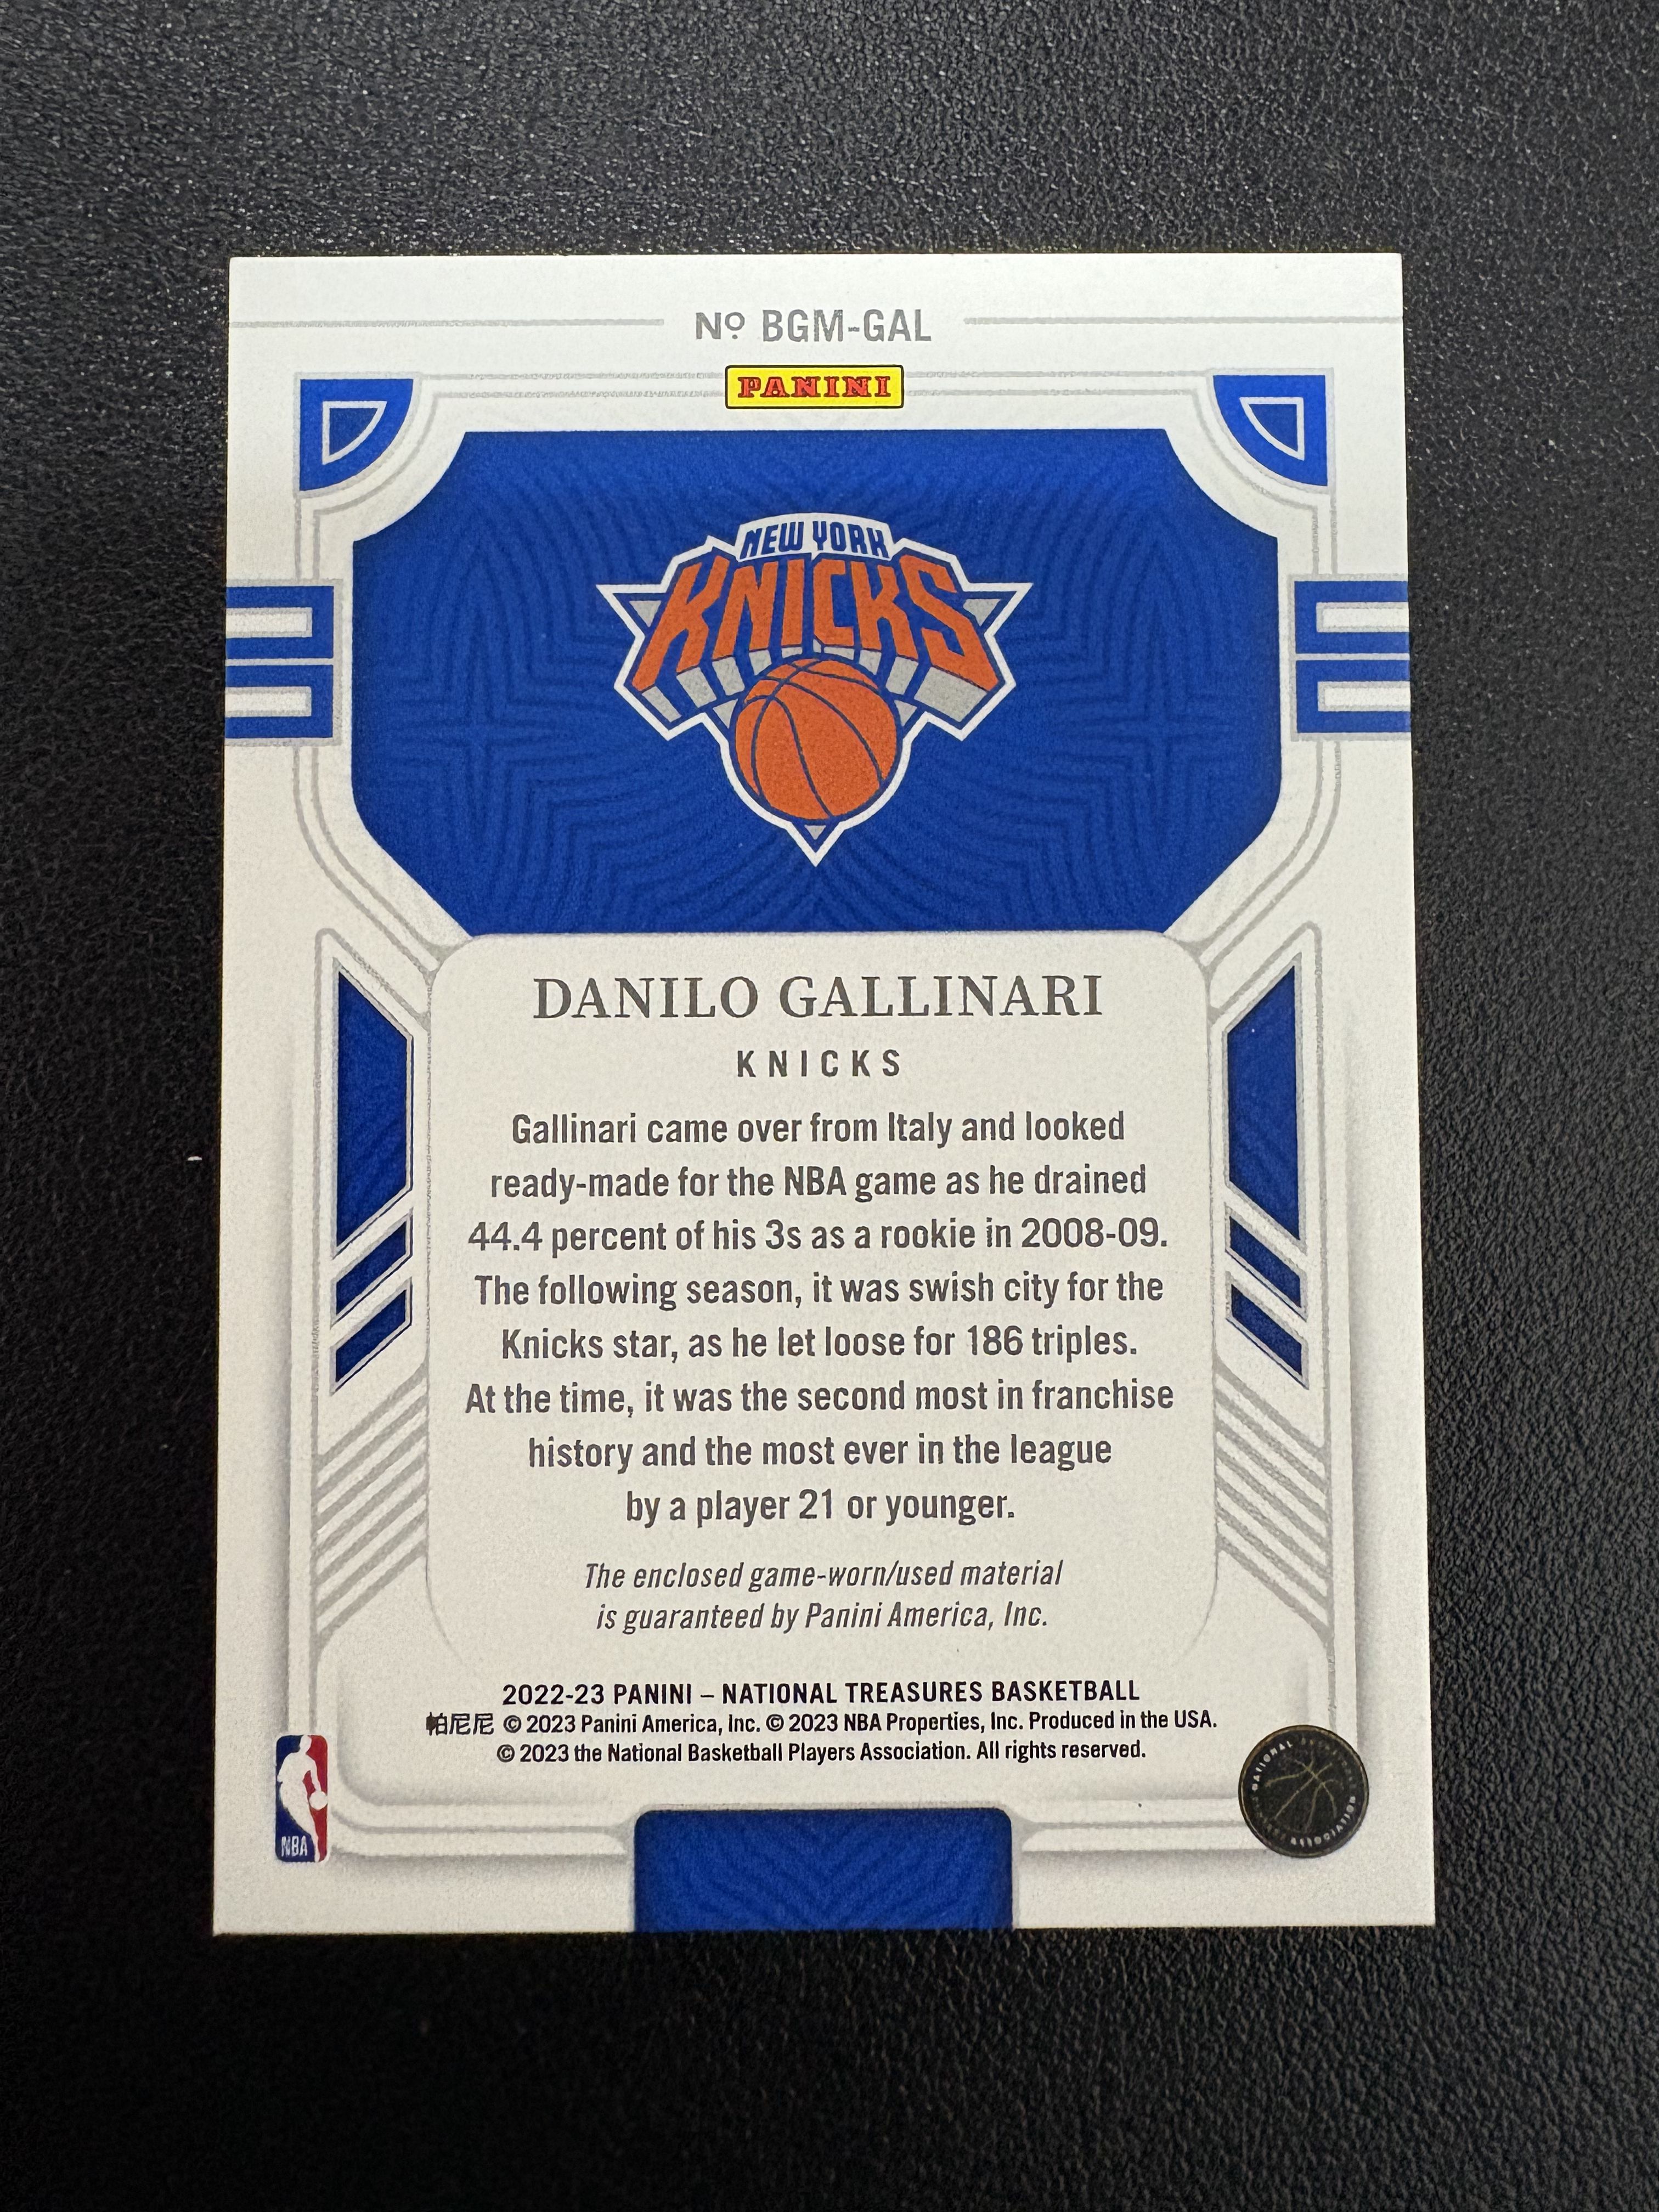 Nº BGM-GAL
PANINI
NEW YORK
KNICKS
DANILO GALLINARI
KNICKS
Gallinari came over from Italy and looked
ready-made for the NBA game as he drained
44.4 percent of his 3s as a rookie in 2008-09.
The following season, it was swish city for the
Knicks star, as he let loose for 186 triples.
At the time, it was the second most in franchise
history and the most ever in the league
by a player 21 or younger.
The enclosed game-worn/used material
is guaranteed by Panini America, Inc.
2022-23 PANINI – NATIONAL TREASURES BASKETBALL
帕尼尼 © 2023 Panini America, Inc. © 2023 NBA Properties, Inc. Produced in the USA.
© 2023 the National Basketball Players Association. All rights reserved.
NBA
NATIONAL
ASSOCIATION